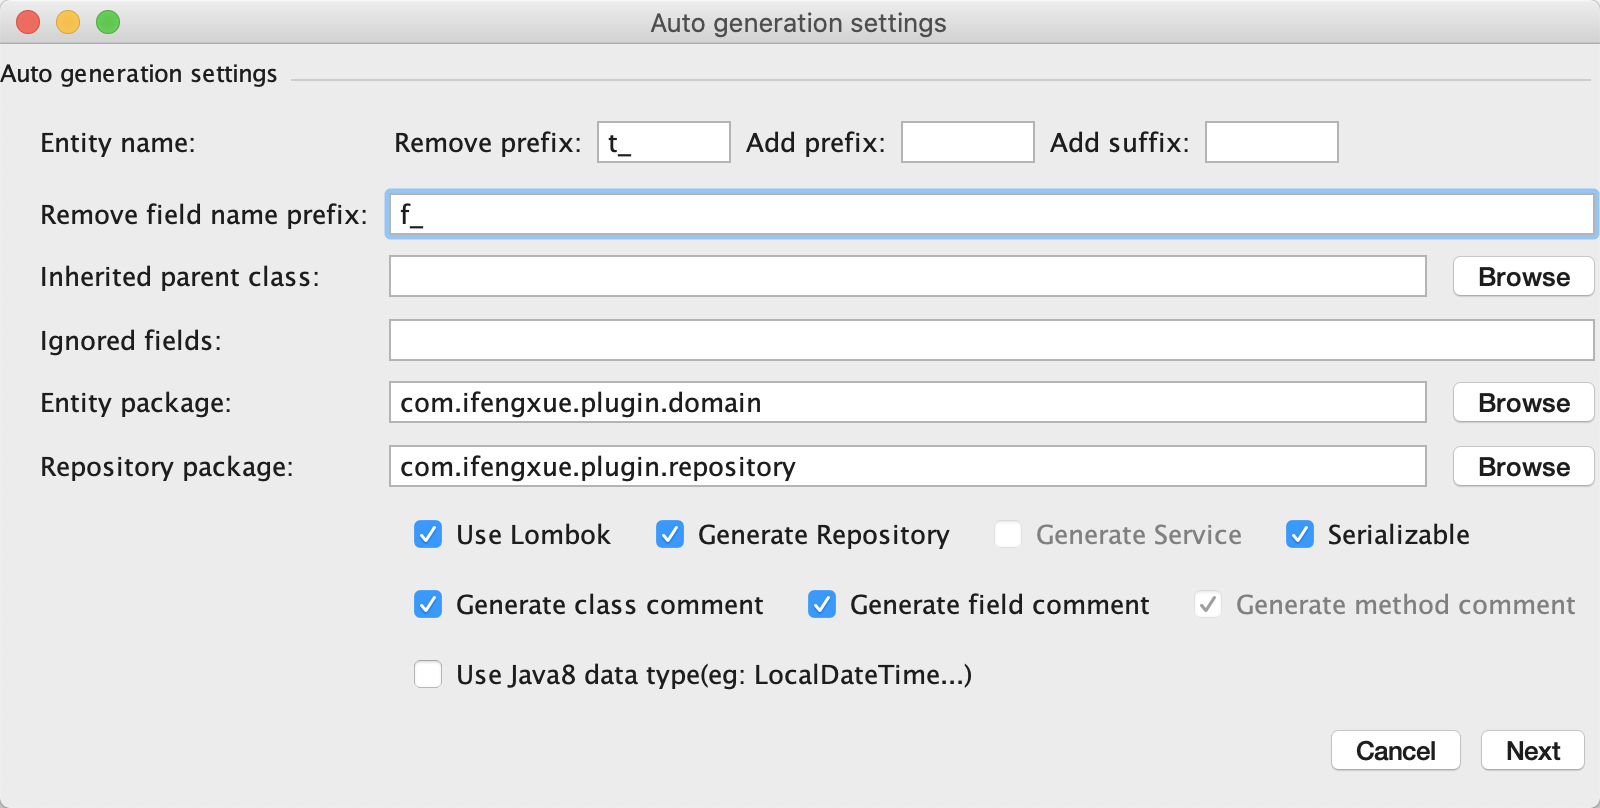 Auto generation settings
Auto generation settings
Entity name: Remove prefix: t_ Add prefix: Add suffix:
Remove field name prefix: f_
Inherited parent class: Browse
Ignored fields:
Entity package: com.ifengxue.plugin.domain Browse
Repository package: com.ifengxue.plugin.repository Browse
Use Lombok Generate Repository Generate Service Serializable
Generate class comment Generate field comment Generate method comment
Use Java8 data type(eg: LocalDateTime...)
Cancel Next